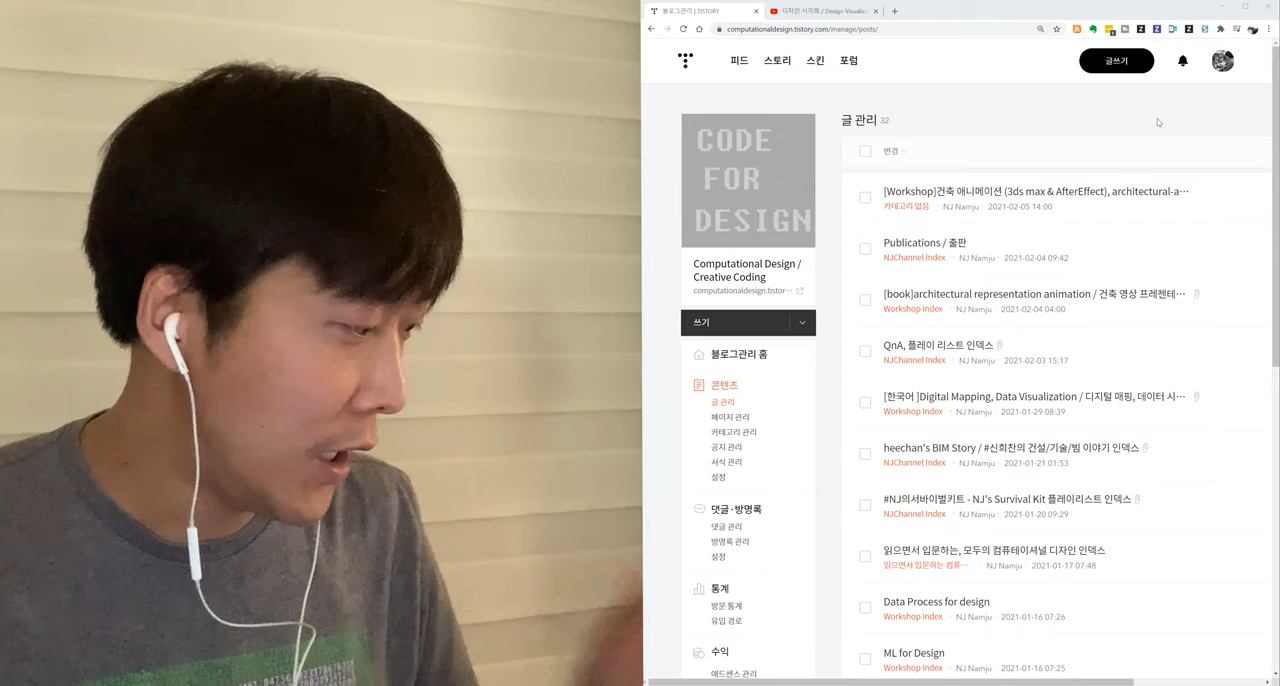 블로그관리 | TISTORY
디자인 시각화 / Design Visualiz
computationaldesign.tistory.com/manage/posts/
피드 스토리 스킨 포럼
글쓰기
CODE
FOR
DESIGN
Computational Design /
Creative Coding
computationaldesign.tistor···
쓰기
블로그관리 홈
콘텐츠
글 관리
페이지 관리
카테고리 관리
공지 관리
서식 관리
설정
댓글·방명록
댓글 관리
방명록 관리
설정
통계
방문 통계
유입 경로
수익
애드센스 관리
글 관리 32
변경
[Workshop]건축 애니메이션 (3ds max & AfterEffect), architectural-a···
카테고리 없음 · NJ Namju · 2021-02-05 14:00
Publications / 출판
NJChannel Index · NJ Namju · 2021-02-04 09:42
[book]architectural representation animation / 건축 영상 프레젠테···
Workshop Index · NJ Namju · 2021-02-04 04:00
QnA, 플레이 리스트 인덱스
NJChannel Index · NJ Namju · 2021-02-03 15:17
[한국어 ]Digital Mapping, Data Visualization / 디지털 매핑, 데이터 시···
Workshop Index · NJ Namju · 2021-01-29 08:39
heechan's BIM Story / #신희찬의 건설/기술/빔 이야기 인덱스
NJChannel Index · NJ Namju · 2021-01-21 01:53
#NJ의서바이벌키트 - NJ's Survival Kit 플레이리스트 인덱스
NJChannel Index · NJ Namju · 2021-01-20 09:29
읽으면서 입문하는, 모두의 컴퓨테이셔널 디자인 인덱스
읽으면서 입문하는 컴퓨··· · NJ Namju · 2021-01-17 07:48
Data Process for design
Workshop Index · NJ Namju · 2021-01-16 07:26
ML for Design
Workshop Index · NJ Namju · 2021-01-16 07:25